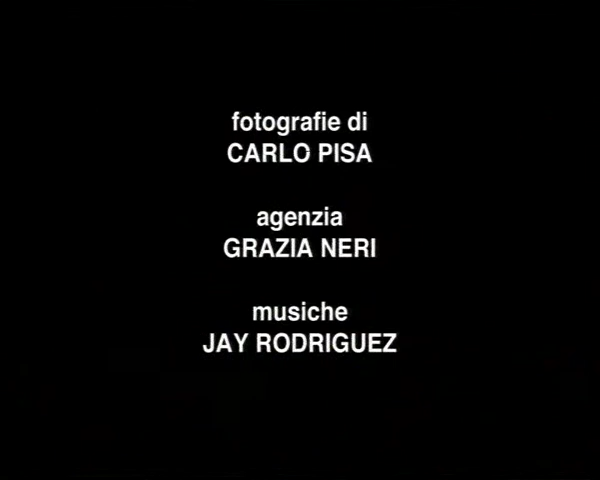 fotografie di
CARLO PISA
agenzia
GRAZIA NERI
musiche
JAY RODRIGUEZ